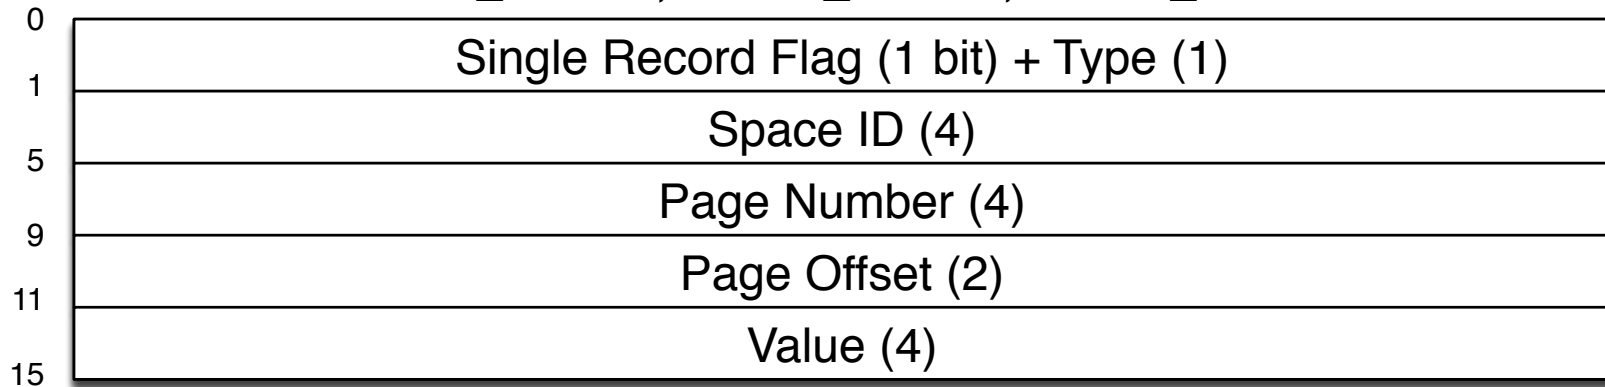 0
Single Record Flag (1 bit) + Type (1)
1
Space ID (4)
5
Page Number (4)
9
Page Offset (2)
11
Value (4)
15